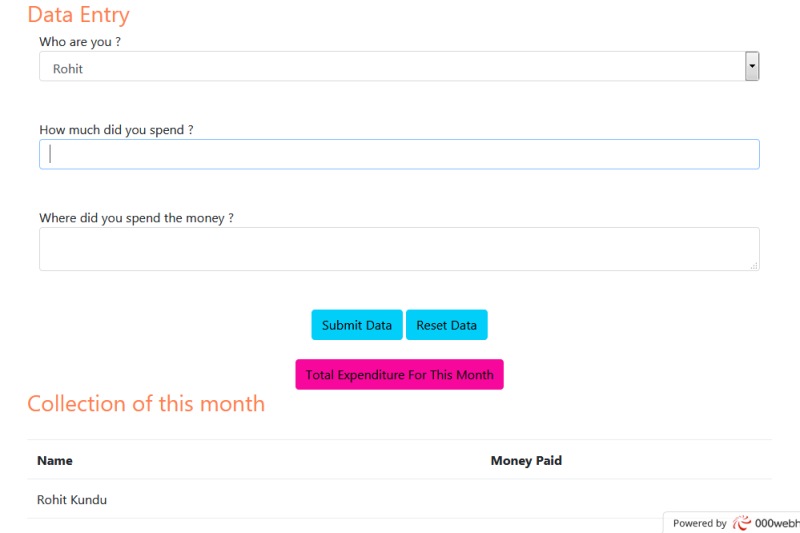 Data Entry
Who are you ?
Rohit
How much did you spend ?
Where did you spend the money ?
Submit Data Reset Data
Total Expenditure For This Month
Collection of this month
Name Money Paid
Rohit Kundu
Powered by 000webh